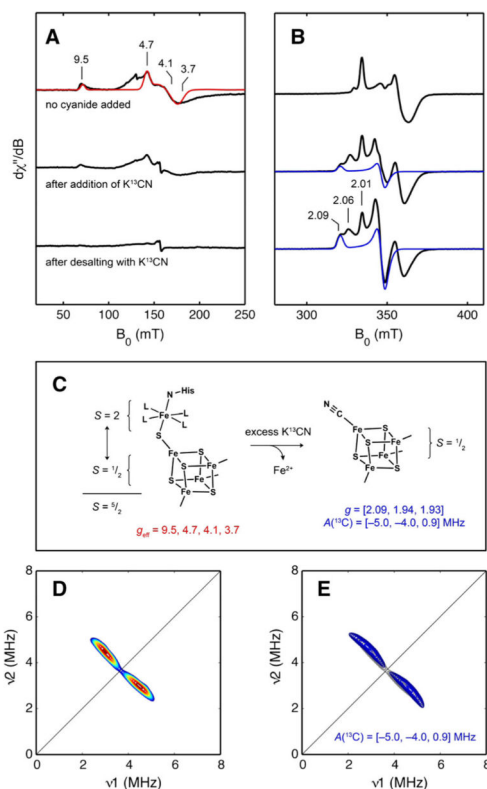 A
9.5
4.7
4.1
3.7
no cyanide added
after addition of K¹³CN
after desalting with K¹³CN
dχ"/dB
50
100
150
200
250
B₀ (mT)
B
2.09
2.06
2.01
300
350
400
B₀ (mT)
C
N–His
L
L
Fe
L
L
S
S = 2
S = ¹/₂
S = ⁵/₂
Fe
S
Fe
S
Fe
S
Fe
S
gₑff = 9.5, 4.7, 4.1, 3.7
excess K¹³CN
Fe²⁺
N≡C
Fe
S
Fe
S
Fe
S
Fe
S
S = ¹/₂
g = [2.09, 1.94, 1.93]
A(¹³C) = [–5.0, –4.0, 0.9] MHz
D
8
6
4
2
0
ν2 (MHz)
0
2
4
6
8
ν1 (MHz)
E
8
6
4
2
0
ν2 (MHz)
A(¹³C) = [–5.0, –4.0, 0.9] MHz
0
2
4
6
8
ν1 (MHz)